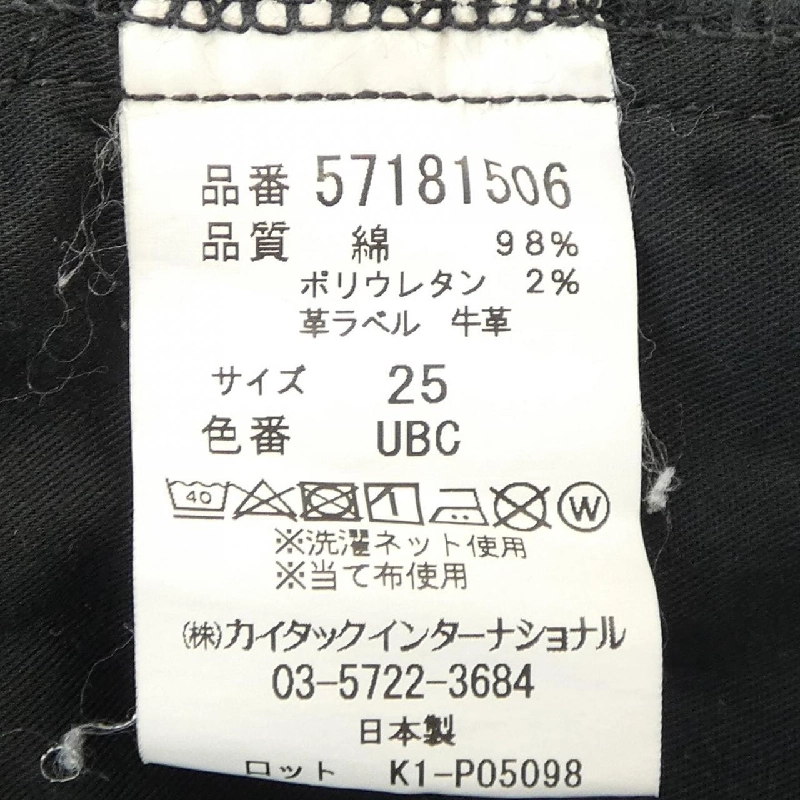 品番 57181506
品質 綿 98%
ポリウレタン 2%
革ラベル 牛革
サイズ 25
色番 UBC
40 W
※洗濯ネット使用
※当て布使用
(株)カイタックインターナショナル
03-5722-3684
日本製
ロット K1-P05098